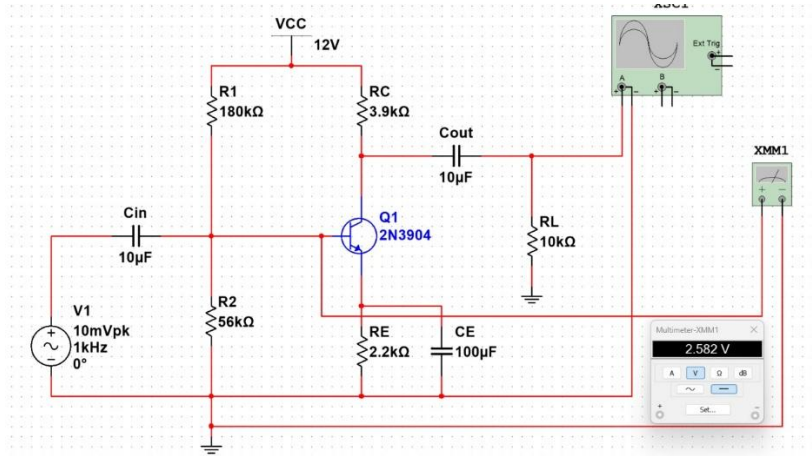 VCC
12V
XSC1
Ext Trig
+
A
B
R1
180kΩ
RC
3.9kΩ
Cout
10µF
XMM1
Cin
10µF
Q1
2N3904
RL
10kΩ
V1
10mVpk
1kHz
0°
R2
56kΩ
RE
2.2kΩ
CE
100µF
Multimeter-XMM1
2.582 V
A
V
Ω
dB
Set...